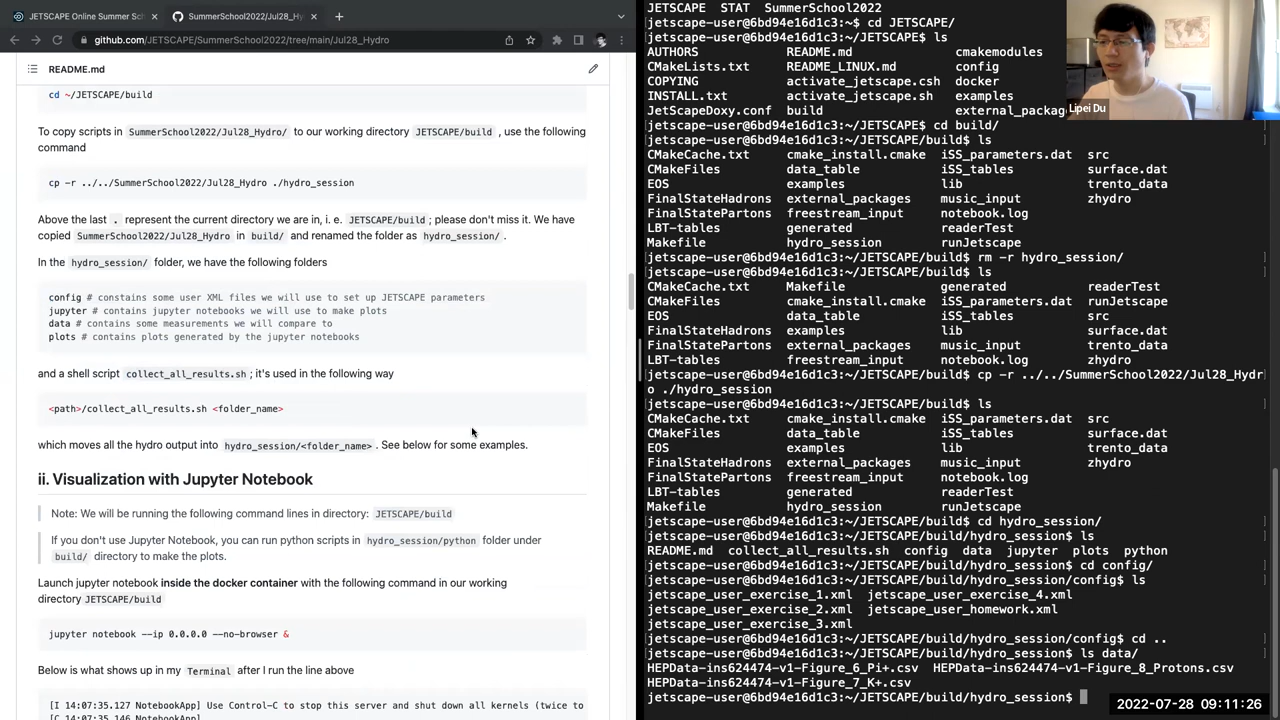 JETSCAPE Online Summer Sch
SummerSchool2022/Jul28_Hy
github.com/JETSCAPE/SummerSchool2022/tree/main/Jul28_Hydro
README.md
cd ~/JETSCAPE/build
To copy scripts in SummerSchool2022/Jul28_Hydro/ to our working directory JETSCAPE/build , use the following
command
cp -r ../../SummerSchool2022/Jul28_Hydro ./hydro_session
Above the last . represent the current directory we are in, i. e. JETSCAPE/build ; please don't miss it. We have
copied SummerSchool2022/Jul28_Hydro in build/ and renamed the folder as hydro_session/ .
In the hydro_session/ folder, we have the following folders
config # constains some user XML files we will use to set up JETSCAPE parameters
jupyter # contains jupyter notebooks we will use to make plots
data # contains some measurements we will compare to
plots # contains plots generated by the jupyter notebooks
and a shell script collect_all_results.sh ; it's used in the following way
<path>/collect_all_results.sh <folder_name>
which moves all the hydro output into hydro_session/<folder_name> . See below for some examples.
ii. Visualization with Jupyter Notebook
Note: We will be running the following command lines in directory: JETSCAPE/build
If you don't use Jupyter Notebook, you can run python scripts in hydro_session/python folder under
build/ directory to make the plots.
Launch jupyter notebook inside the docker container with the following command in our working
directory JETSCAPE/build
jupyter notebook --ip 0.0.0.0 --no-browser &
Below is what shows up in my Terminal after I run the line above
[I 14:07:35.127 NotebookApp] Use Control-C to stop this server and shut down all kernels (twice to
[C 14:07:35.146 NotebookApp]
JETSCAPE STAT SummerSchool2022
jetscape-user@6bd94e16d1c3:~$ cd JETSCAPE/
jetscape-user@6bd94e16d1c3:~/JETSCAPE$ ls
AUTHORS README.md cmakemodules
CMakeLists.txt README_LINUX.md config
COPYING activate_jetscape.csh docker
INSTALL.txt activate_jetscape.sh examples
JetScapeDoxy.conf build external_packag
jetscape-user@6bd94e16d1c3:~/JETSCAPE$ cd build/
jetscape-user@6bd94e16d1c3:~/JETSCAPE/build$ ls
CMakeCache.txt cmake_install.cmake iSS_parameters.dat src
CMakeFiles data_table iSS_tables surface.dat
EOS examples lib trento_data
FinalStateHadrons external_packages music_input zhydro
FinalStatePartons freestream_input notebook.log
LBT-tables generated readerTest
Makefile hydro_session runJetscape
jetscape-user@6bd94e16d1c3:~/JETSCAPE/build$ rm -r hydro_session/
jetscape-user@6bd94e16d1c3:~/JETSCAPE/build$ ls
CMakeCache.txt Makefile generated readerTest
CMakeFiles cmake_install.cmake iSS_parameters.dat runJetscape
EOS data_table iSS_tables src
FinalStateHadrons examples lib surface.dat
FinalStatePartons external_packages music_input trento_data
LBT-tables freestream_input notebook.log zhydro
jetscape-user@6bd94e16d1c3:~/JETSCAPE/build$ cp -r ../../SummerSchool2022/Jul28_Hydr
o ./hydro_session
jetscape-user@6bd94e16d1c3:~/JETSCAPE/build$ ls
CMakeCache.txt cmake_install.cmake iSS_parameters.dat src
CMakeFiles data_table iSS_tables surface.dat
EOS examples lib trento_data
FinalStateHadrons external_packages music_input zhydro
FinalStatePartons freestream_input notebook.log
LBT-tables generated readerTest
Makefile hydro_session runJetscape
jetscape-user@6bd94e16d1c3:~/JETSCAPE/build$ cd hydro_session/
jetscape-user@6bd94e16d1c3:~/JETSCAPE/build/hydro_session$ ls
README.md collect_all_results.sh config data jupyter plots python
jetscape-user@6bd94e16d1c3:~/JETSCAPE/build/hydro_session$ cd config/
jetscape-user@6bd94e16d1c3:~/JETSCAPE/build/hydro_session/config$ ls
jetscape_user_exercise_1.xml jetscape_user_exercise_4.xml
jetscape_user_exercise_2.xml jetscape_user_homework.xml
jetscape_user_exercise_3.xml
jetscape-user@6bd94e16d1c3:~/JETSCAPE/build/hydro_session/config$ cd ..
jetscape-user@6bd94e16d1c3:~/JETSCAPE/build/hydro_session$ ls data/
HEPData-ins624474-v1-Figure_6_Pi+.csv HEPData-ins624474-v1-Figure_8_Protons.csv
HEPData-ins624474-v1-Figure_7_K+.csv
jetscape-user@6bd94e16d1c3:~/JETSCAPE/build/hydro_session$
Lipei Du
2022-07-28 09:11:26